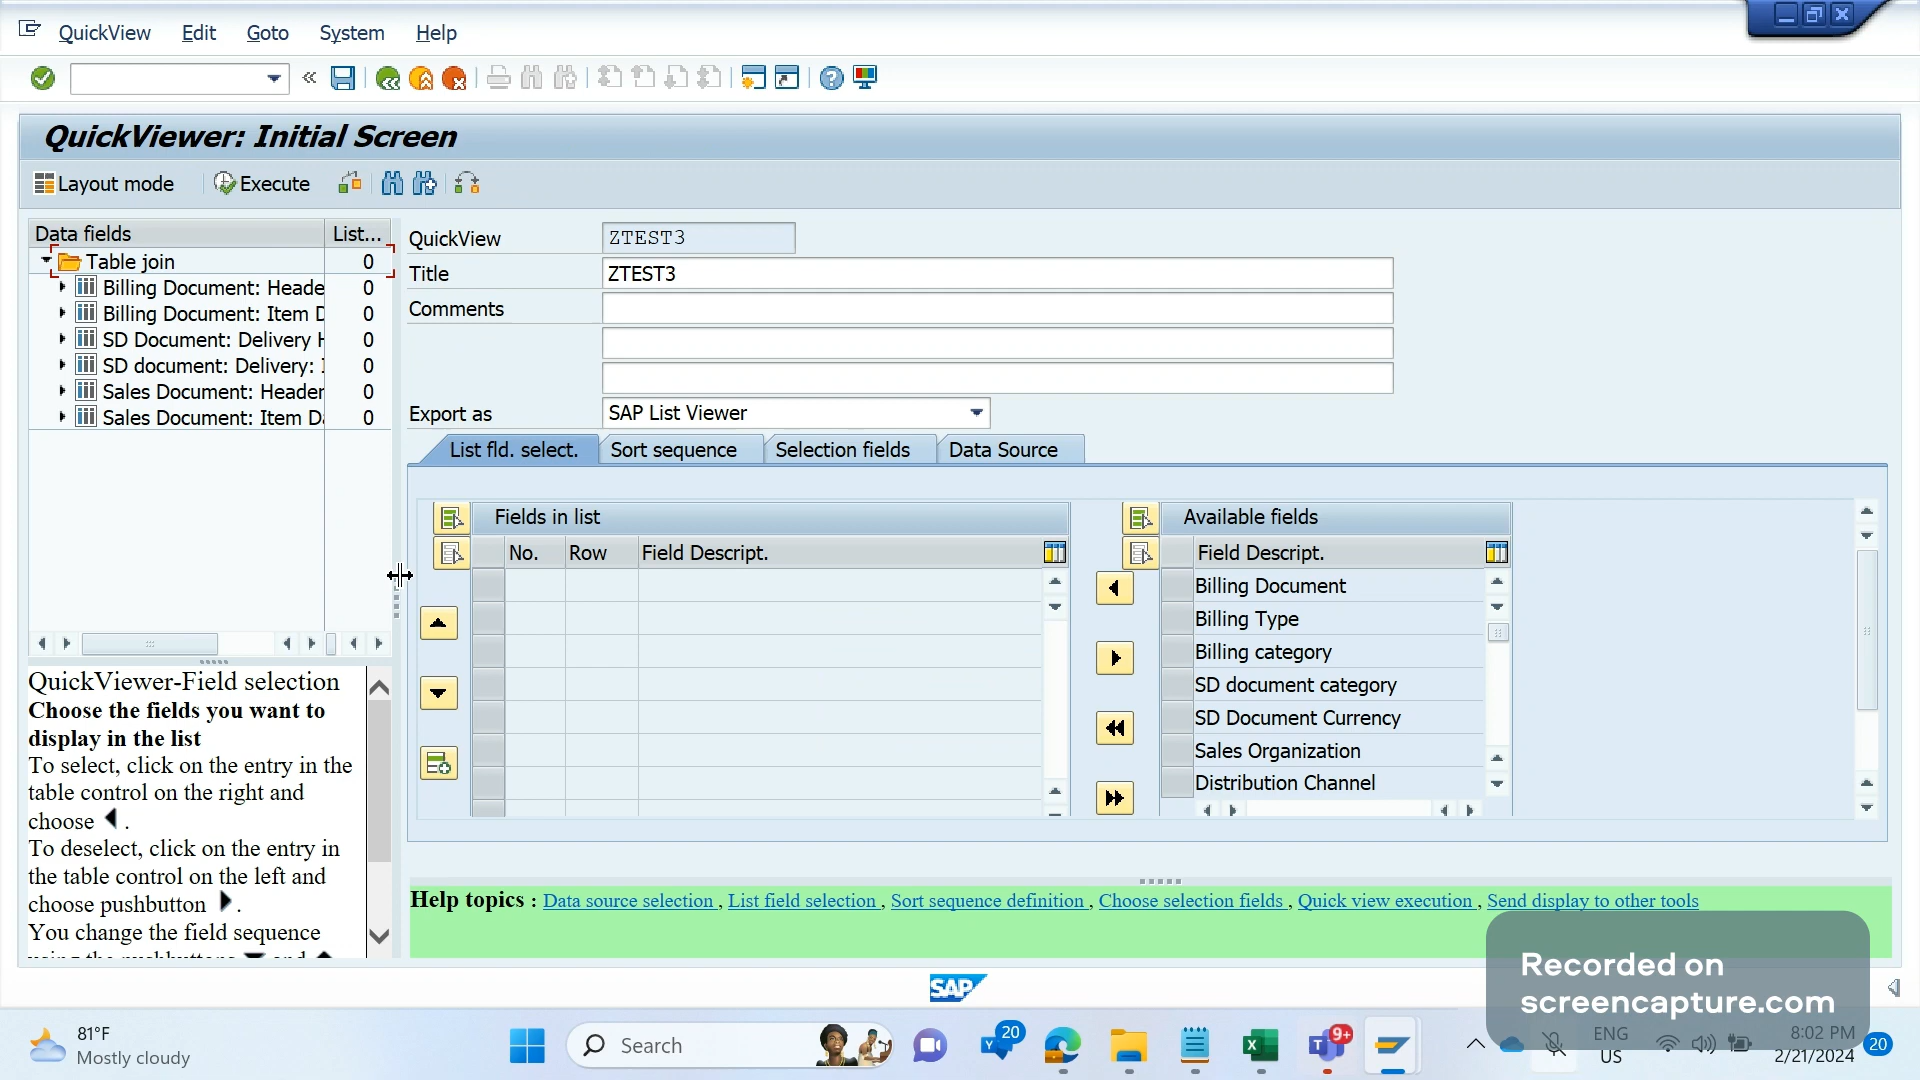 QuickView Edit Goto System Help
QuickViewer: Initial Screen
Layout mode Execute
Data fields List...
Table join 0
Billing Document: Heade 0
Billing Document: Item D 0
SD Document: Delivery H 0
SD document: Delivery: I 0
Sales Document: Header 0
Sales Document: Item Da 0
QuickView ZTEST3
Title ZTEST3
Comments
Export as SAP List Viewer
List fld. select. Sort sequence Selection fields Data Source
Fields in list
No. Row Field Descript.
Available fields
Field Descript.
Billing Document
Billing Type
Billing category
SD document category
SD Document Currency
Sales Organization
Distribution Channel
QuickViewer-Field selection
Choose the fields you want to
display in the list
To select, click on the entry in the
table control on the right and
choose .
To deselect, click on the entry in
the table control on the left and
choose pushbutton .
You change the field sequence
Help topics : Data source selection , List field selection , Sort sequence definition , Choose selection fields , Quick view execution , Send display to other tools
Recorded on
screencapture.com
SAP
81°F
Mostly cloudy
Search
20
9+
ENG
US
8:02 PM
2/21/2024
20